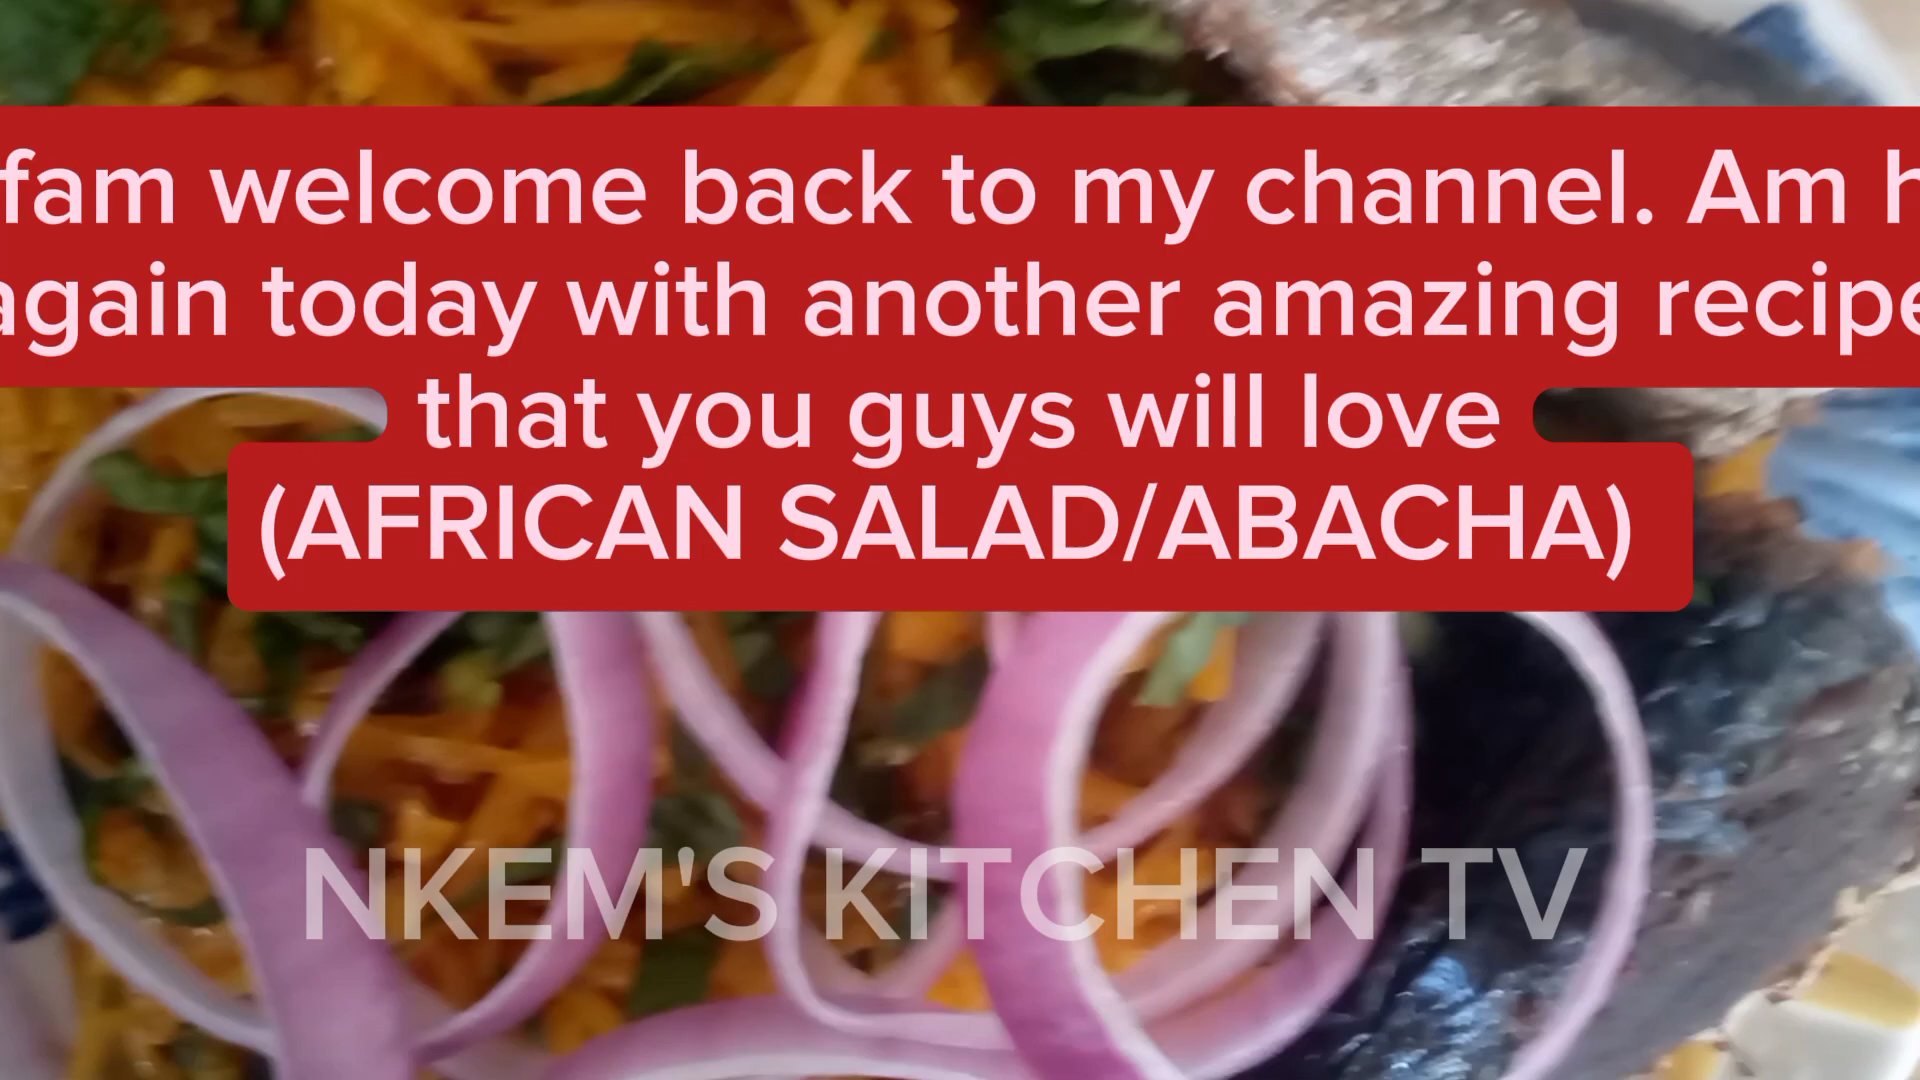 fam welcome back to my channel. Am
again today with another amazing recipe
that you guys will love
(AFRICAN SALAD/ABACHA)
NKEM'S KITCHEN TV